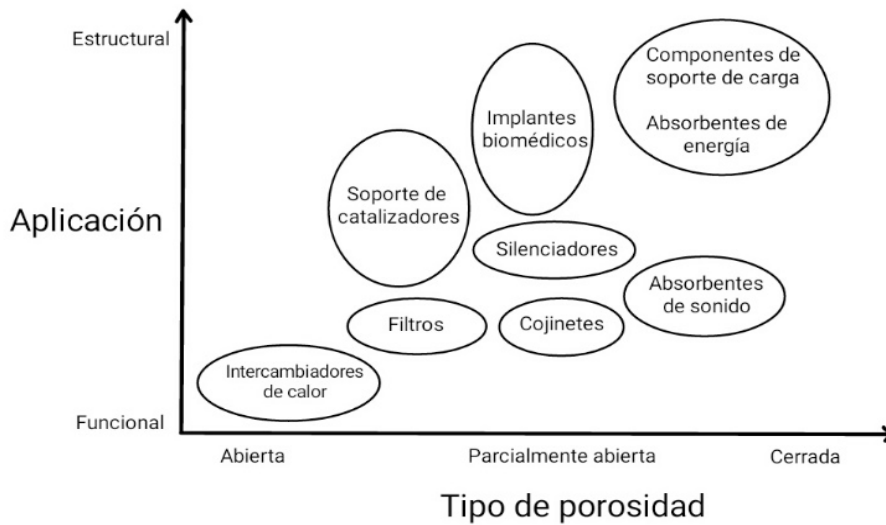 Estructural
Componentes de
soporte de carga
Absorbentes de
energía
Implantes
biomédicos
Soporte de
catalizadores
Aplicación
Silenciadores
Absorbentes
de sonido
Filtros
Cojinetes
Intercambiadores
de calor
Funcional
Abierta
Parcialmente abierta
Cerrada
Tipo de porosidad